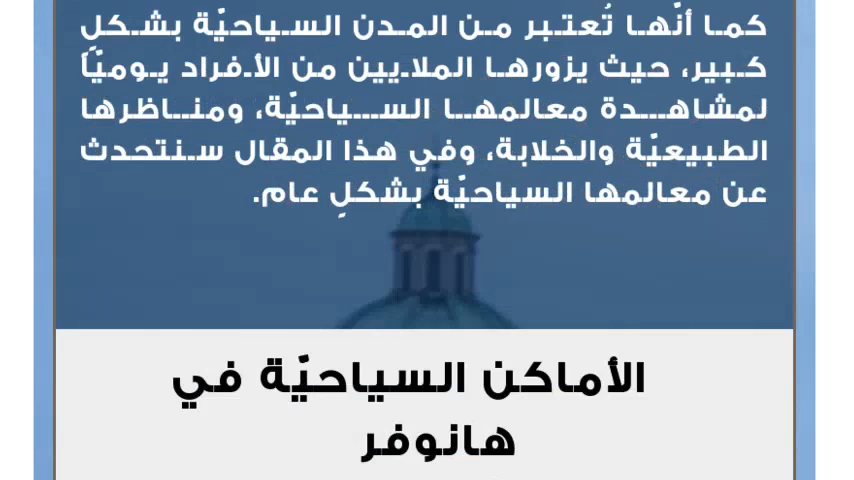 كما أنّها تُعتبر من المدن السياحيّة بشكل
كبير، حيث يزورها الملايين من الأفراد يوميّاً
لمشاهدة معالمها السياحيّة، ومناظرها
الطبيعيّة والخلابة، وفي هذا المقال سنتحدث
عن معالمها السياحيّة بشكلِ عام.
الأماكن السياحيّة في
هانوفر